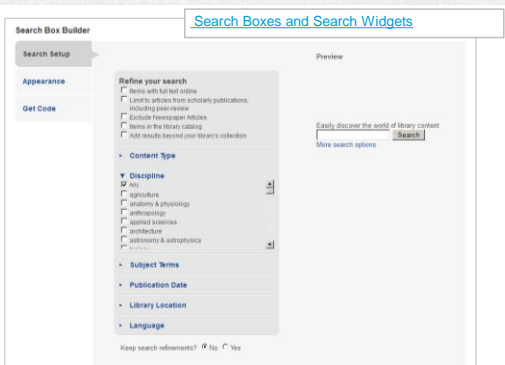 Search Boxes and Search Widgets
Search Box Builder
Search Setup
Appearance
Get Code
Refine your search
Items with full text online
Limit to articles from scholarly publications,
including peer-review
Exclude Newspaper Articles
Items in the library catalog
Add results beyond your library's collection
Content Type
Discipline
Any
agriculture
anatomy & physiology
anthropology
applied sciences
architecture
astronomy & astrophysics
Subject Terms
Publication Date
Library Location
Language
Keep search refinements? No Yes
Preview
Easily discover the world of library content
Search
More search options